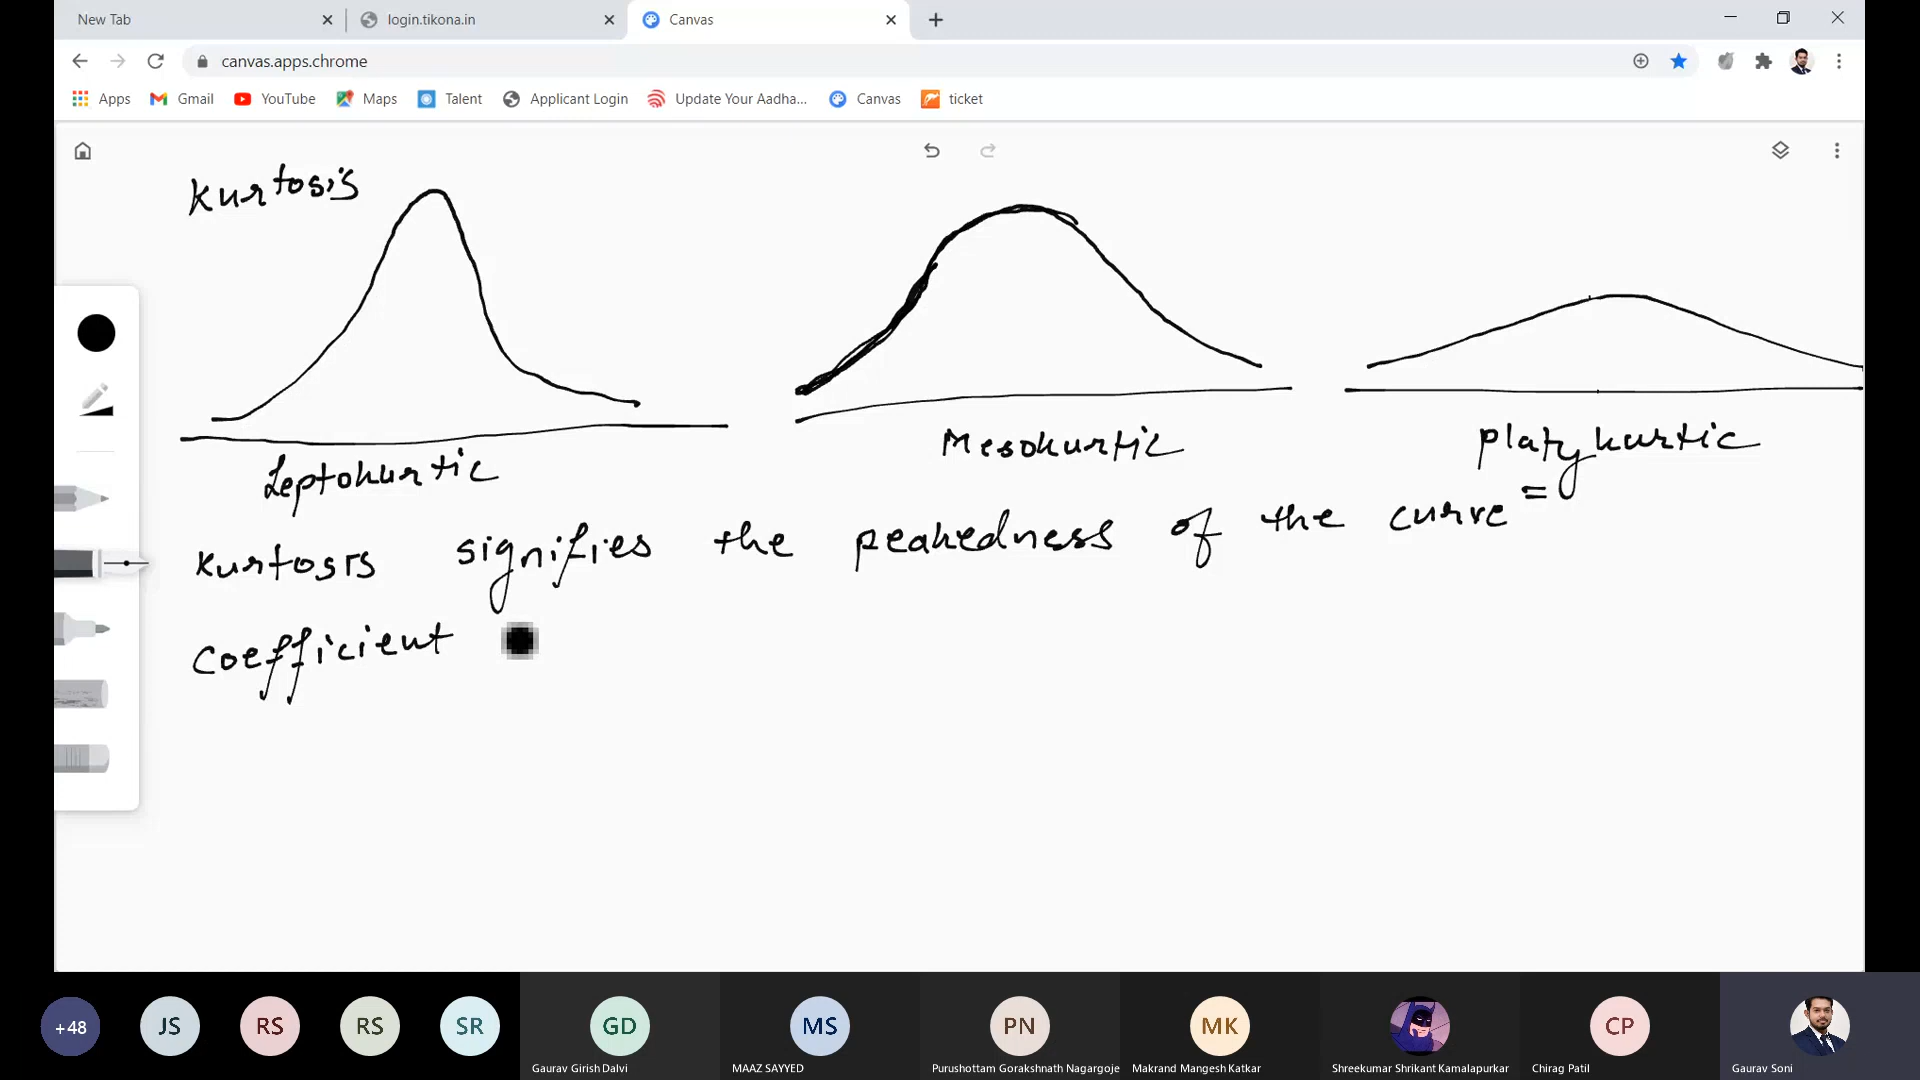 New Tab login.tikona.in Canvas
canvas.apps.chrome
Apps Gmail YouTube Maps Talent Applicant Login Update Your Aadha... Canvas ticket
Kurtosis
Leptokurtic Mesokurtic Platykurtic
Kurtosis signifies the peakedness of the curve =
coefficient
+48 JS RS RS SR GD MS PN MK CP
Gaurav Girish Dalvi MAAZ SAYYED Purushottam Gorakshnath Nagargoje Makrand Mangesh Katkar Shreekumar Shrikant Kamalapurkar Chirag Patil Gaurav Soni